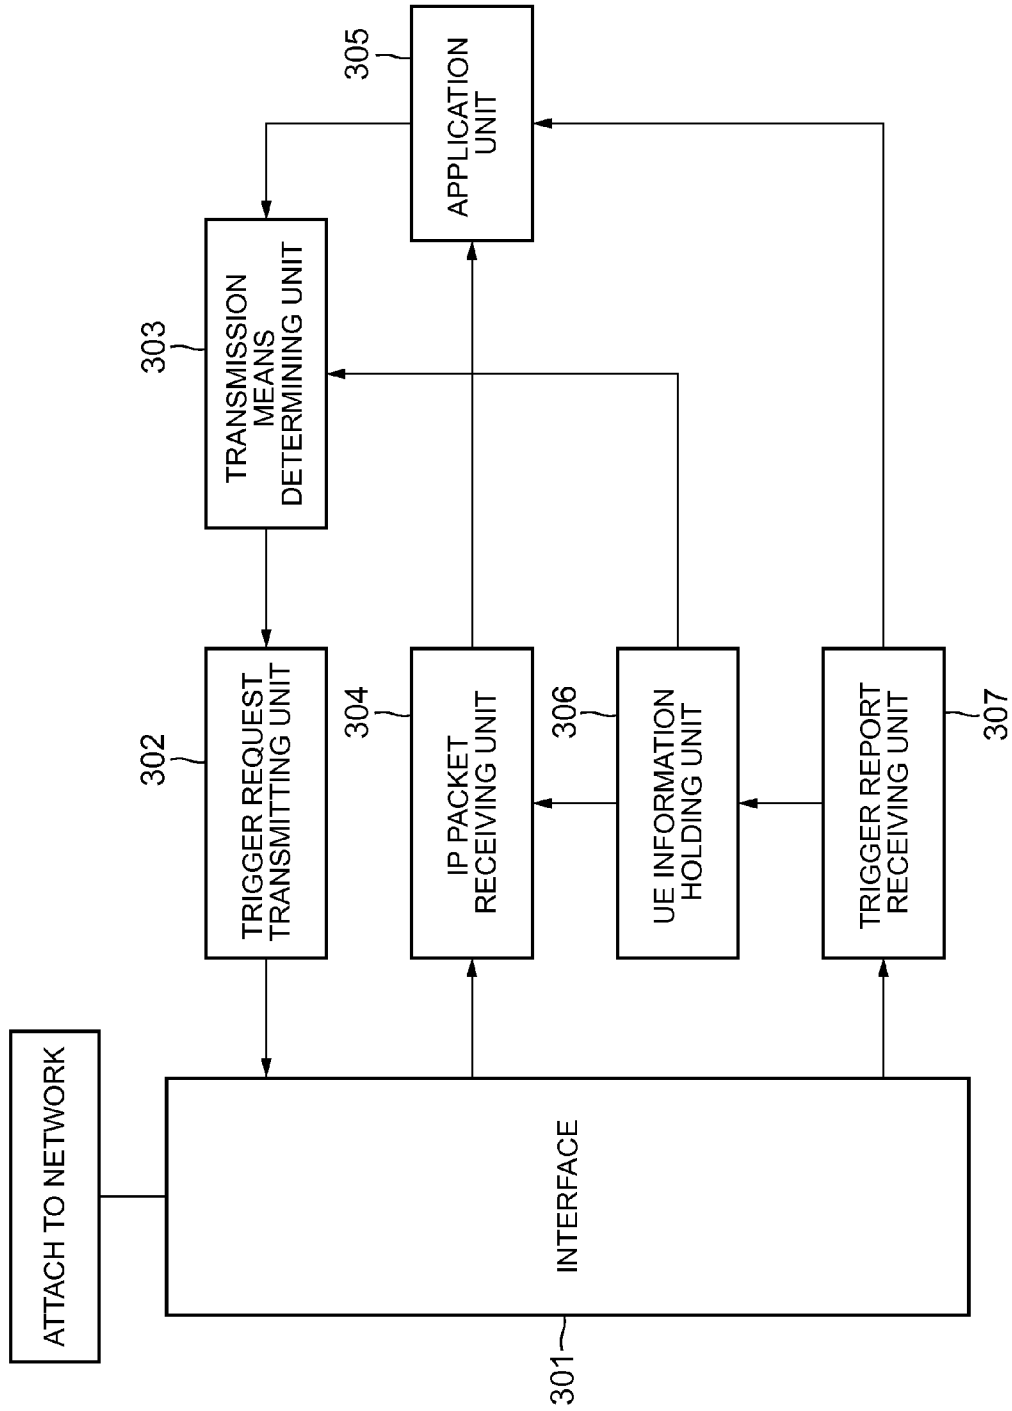 ATTACH TO NETWORK
INTERFACE
301
302
TRIGGER REQUEST
TRANSMITTING UNIT
303
TRANSMISSION
MEANS
DETERMINING UNIT
304
IP PACKET
RECEIVING UNIT
305
APPLICATION
UNIT
306
UE INFORMATION
HOLDING UNIT
TRIGGER REPORT
RECEIVING UNIT
307